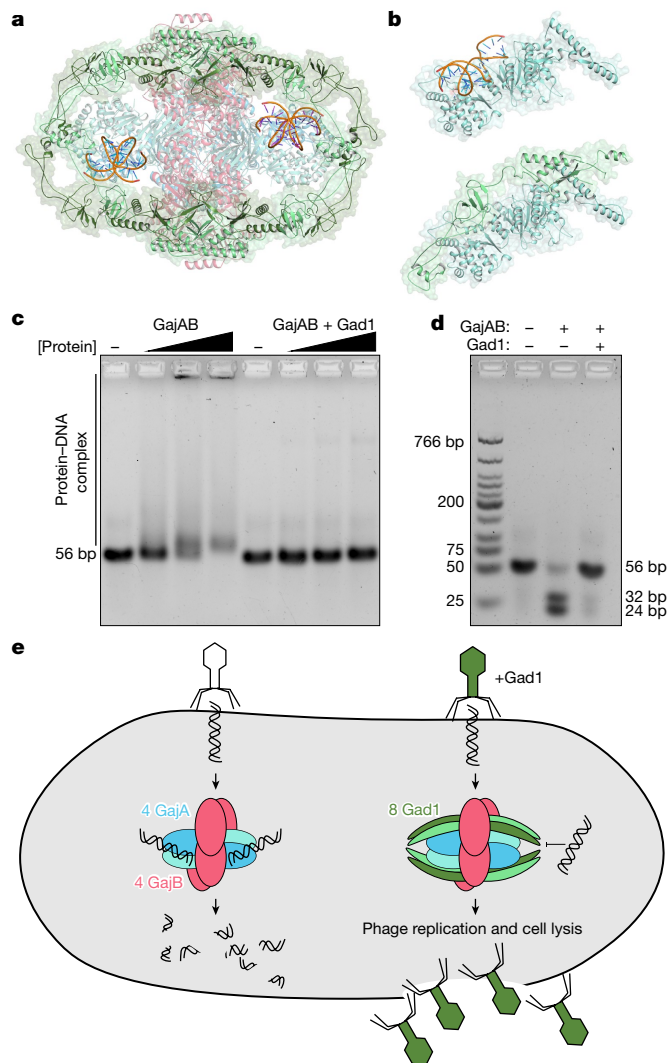 a
b
c
GajAB
GajAB + Gad1
[Protein]
–
–
Protein–DNA
complex
56 bp
d
GajAB: – + +
Gad1: – – +
766 bp
200
75
50
25
56 bp
32 bp
24 bp
e
+Gad1
4 GajA
4 GajB
8 Gad1
Phage replication and cell lysis